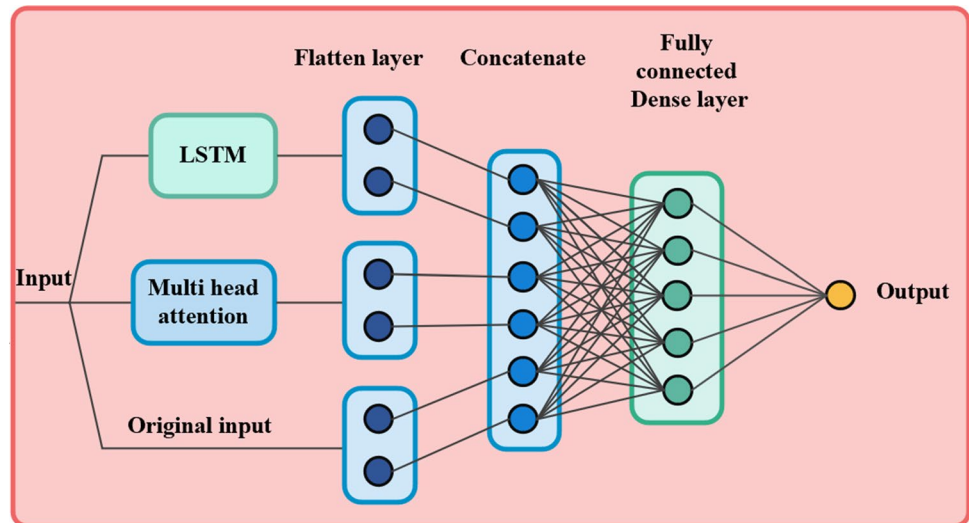 Flatten layer
Concatenate
Fully
connected
Dense layer
LSTM
Input
Multi head
attention
Output
Original input